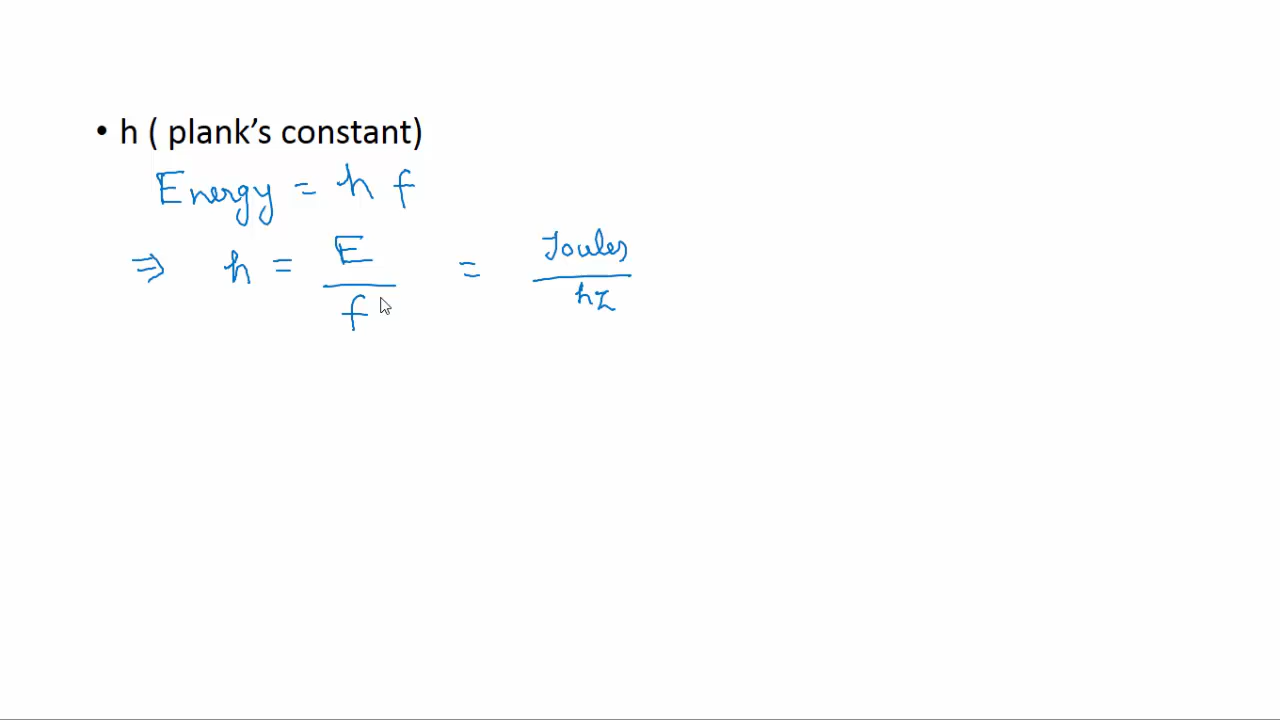 • h ( plank’s constant)
Energy = h f
⇒ h = E / f = Joules / hz